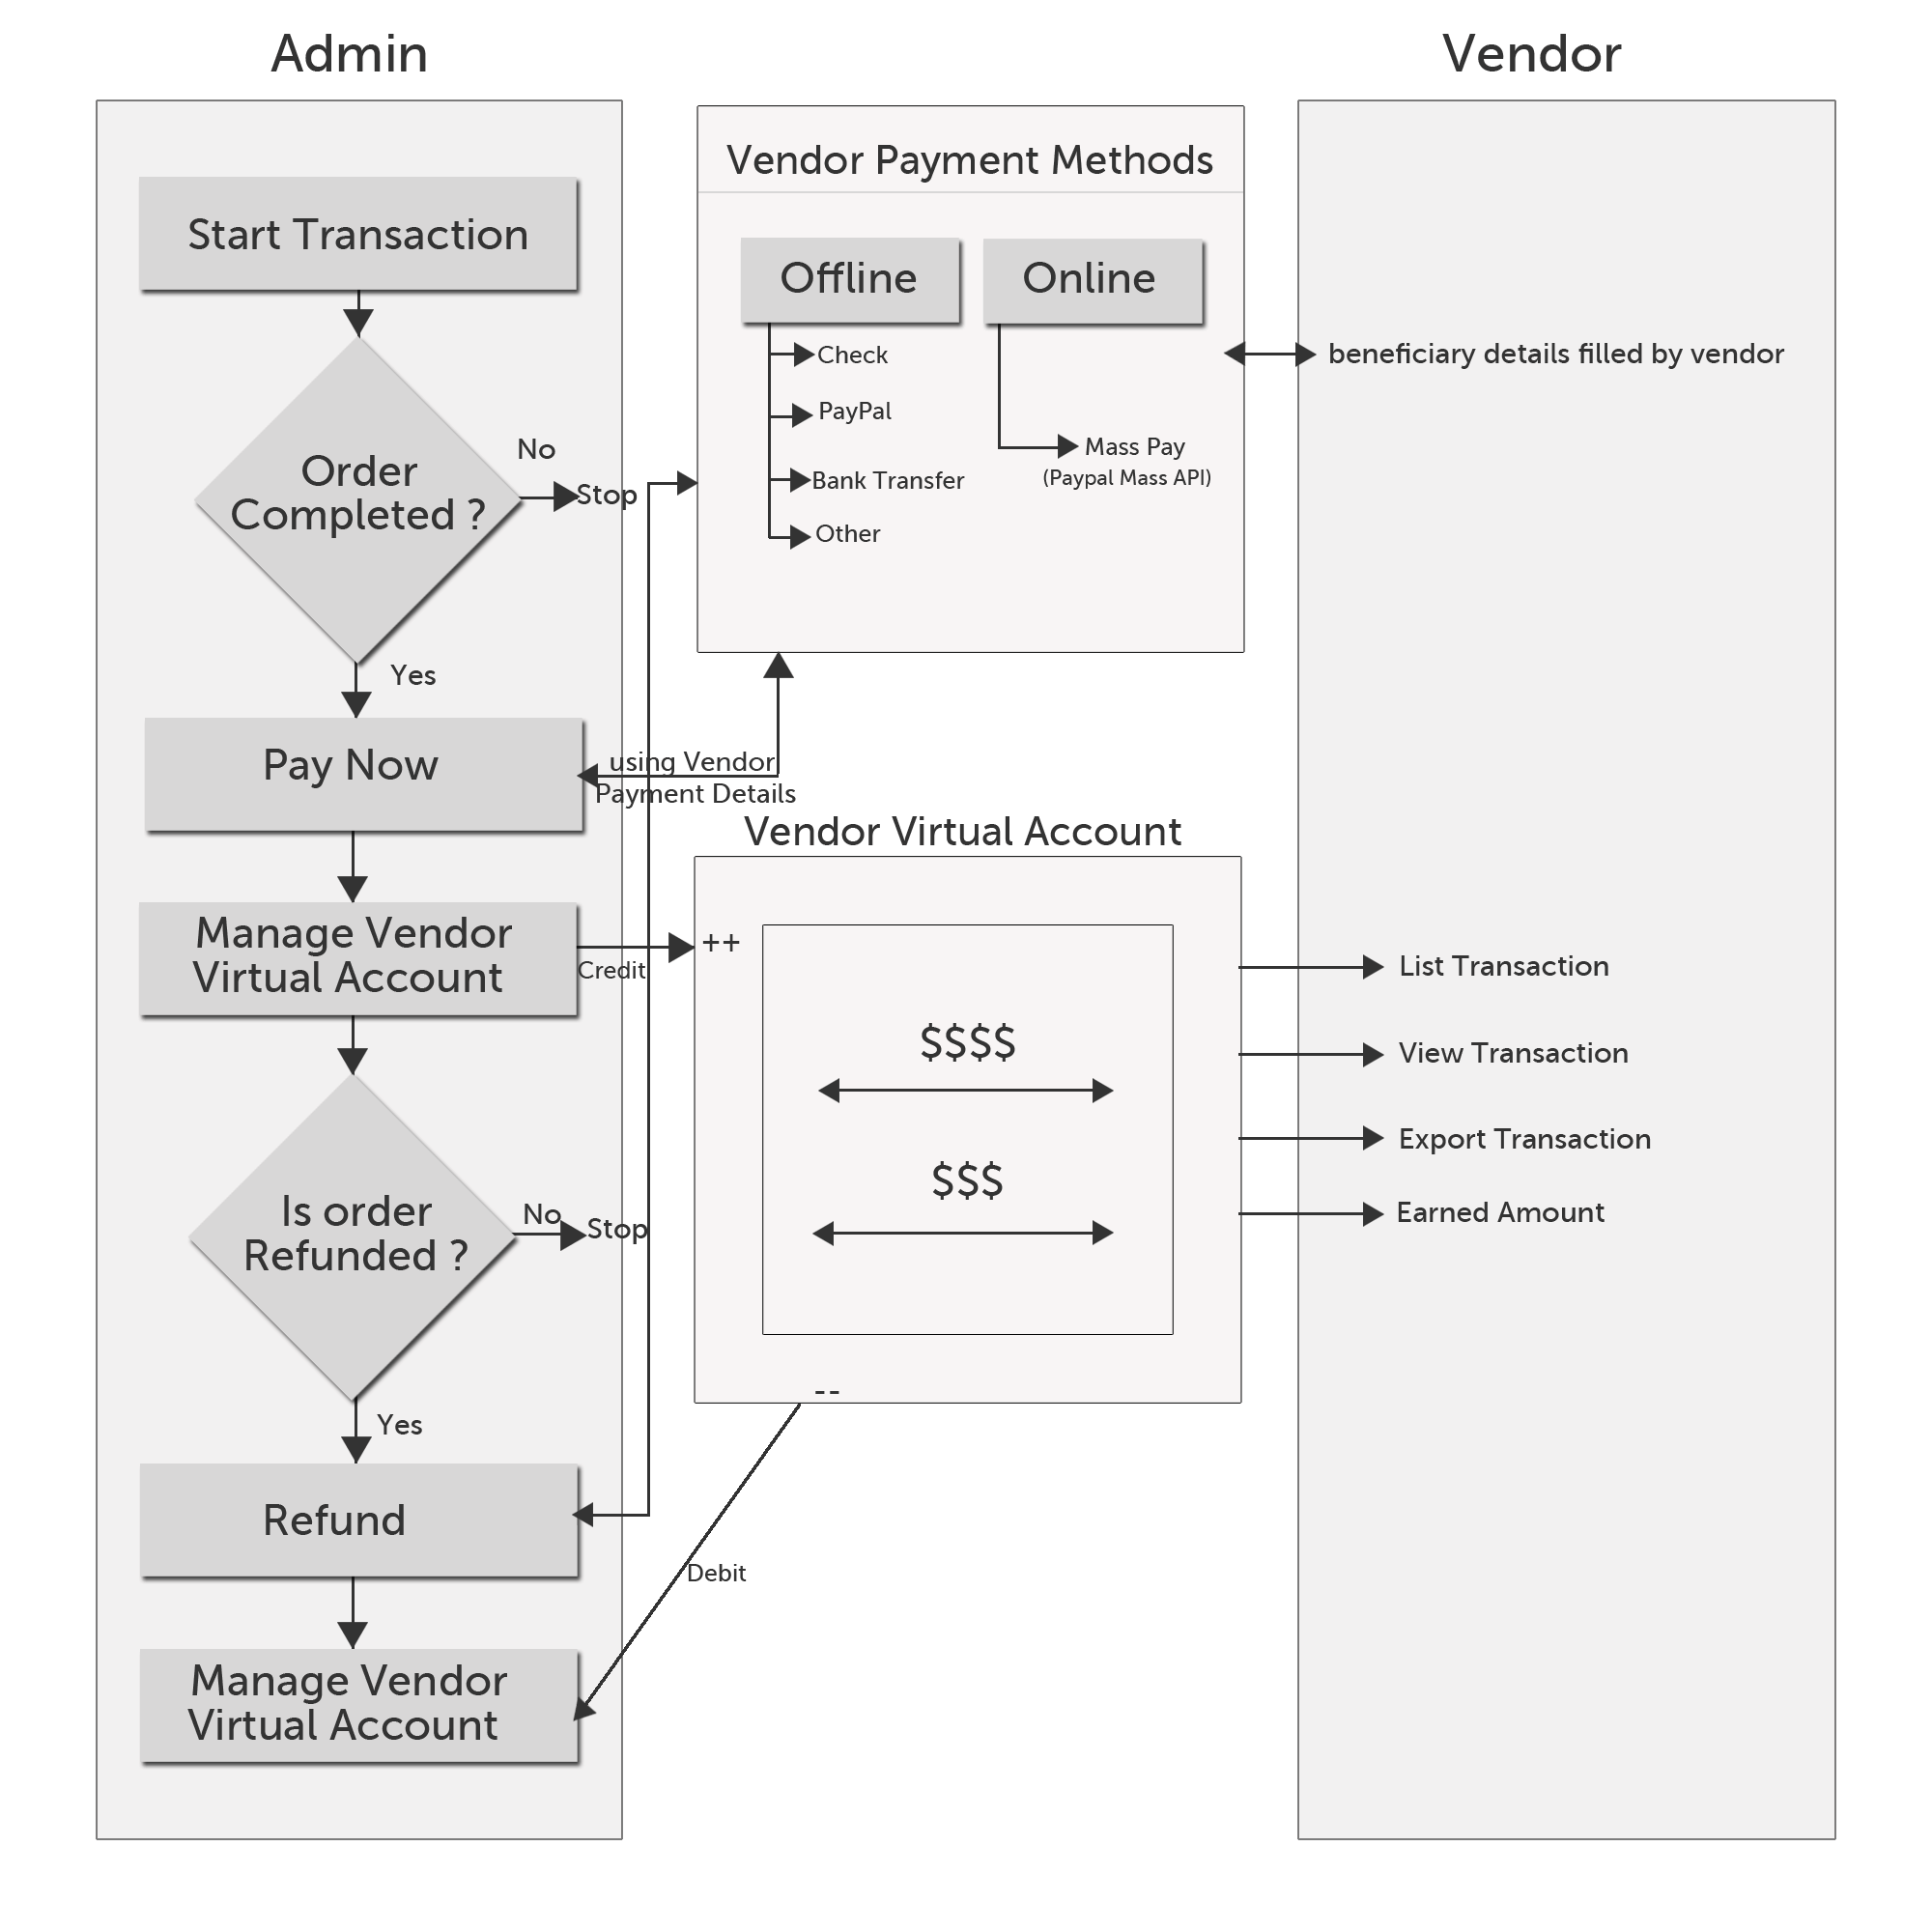 Admin
Start Transaction
Order
Completed ?
No
Stop
Yes
Pay Now
using Vendor
Payment Details
Manage Vendor
Virtual Account
Credit
Is order
Refunded ?
No
Stop
Yes
Refund
Manage Vendor
Virtual Account
Debit
Vendor Payment Methods
Offline
Check
PayPal
Bank Transfer
Other
Online
Mass Pay
(Paypal Mass API)
Vendor Virtual Account
++
$$$$
$$$
--
Vendor
beneficiary details filled by vendor
List Transaction
View Transaction
Export Transaction
Earned Amount